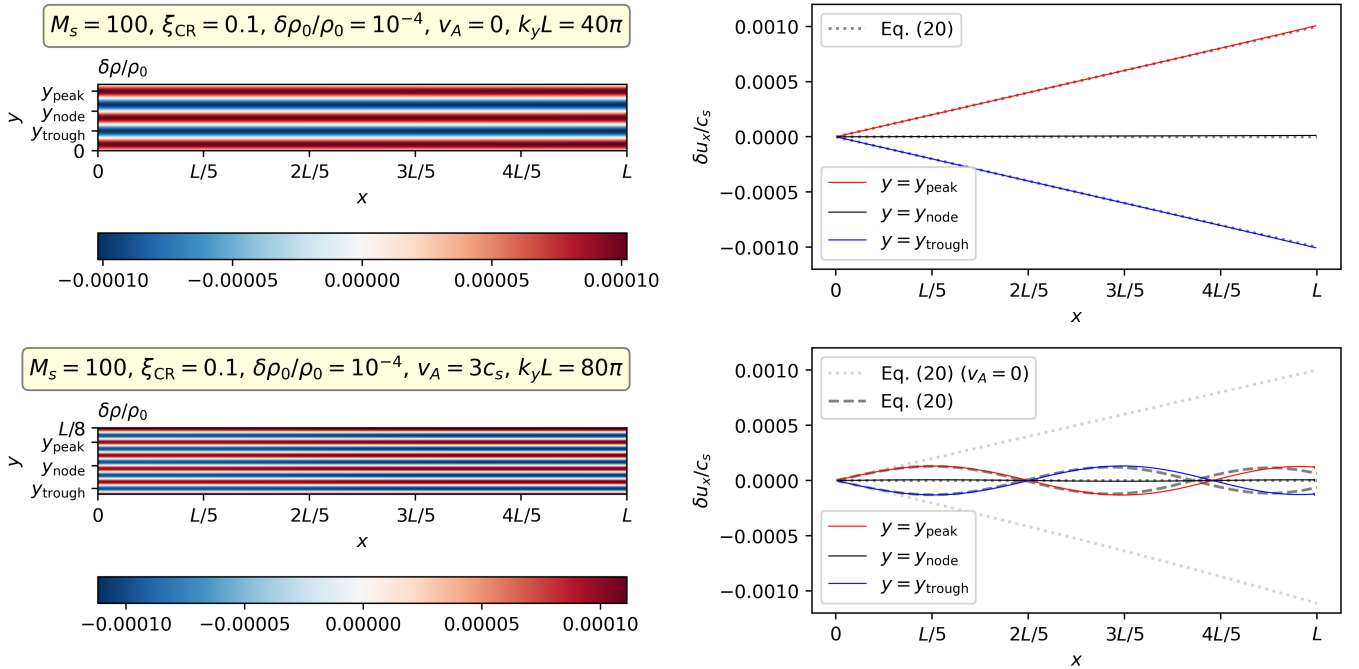 M_s = 100, ξ_CR = 0.1, δρ_0/ρ_0 = 10^−4, v_A = 0, k_yL = 40π
δρ/ρ_0
y
y_peak
y_node
y_trough
0
0 L/5 2L/5 3L/5 4L/5 L
x
−0.00010 −0.00005 0.00000 0.00005 0.00010
δu_x/c_s
0.0010
0.0005
0.0000
−0.0005
−0.0010
Eq. (20)
y = y_peak
y = y_node
y = y_trough
0 L/5 2L/5 3L/5 4L/5 L
x
M_s = 100, ξ_CR = 0.1, δρ_0/ρ_0 = 10^−4, v_A = 3c_s, k_yL = 80π
δρ/ρ_0
y
L/8
y_peak
y_node
y_trough
0 L/5 2L/5 3L/5 4L/5 L
x
−0.00010 −0.00005 0.00000 0.00005 0.00010
δu_x/c_s
0.0010
0.0005
0.0000
−0.0005
−0.0010
Eq. (20) (v_A = 0)
Eq. (20)
y = y_peak
y = y_node
y = y_trough
0 L/5 2L/5 3L/5 4L/5 L
x